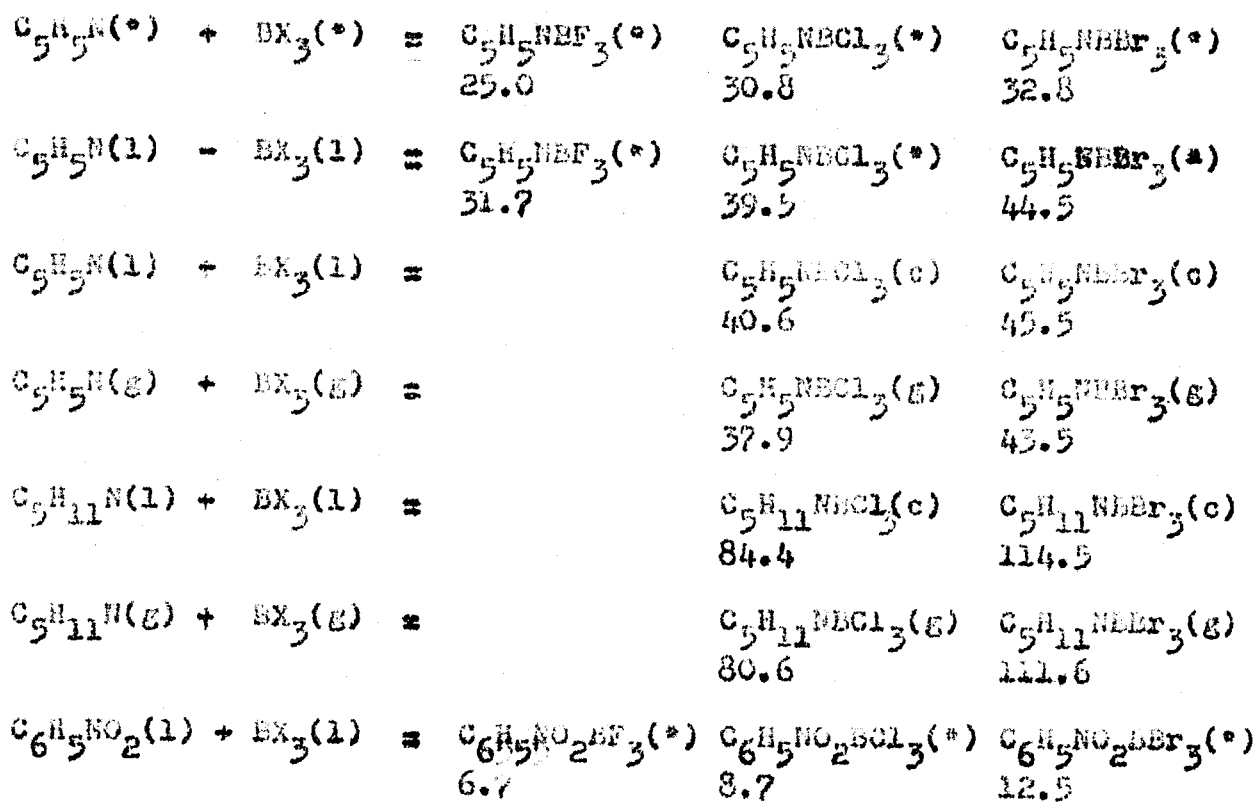 C5H5N(*) + BX3(*) = C5H5NBF3(*) C5H5NBCl3(*) C5H5NBBr3(*)
25.0 30.8 32.8
C5H5N(l) - BX3(l) = C5H5NBF3(*) C5H5NBCl3(*) C5H5NBBr3(*)
31.7 39.5 44.5
C5H5N(l) + BX3(l) = C5H5NBCl3(c) C5H5NBBr3(c)
40.6 45.5
C5H5N(g) + BX3(g) = C5H5NBCl3(g) C5H5NBBr3(g)
37.9 43.5
C5H11N(l) + BX3(l) = C5H11NBCl3(c) C5H11NBBr3(c)
84.4 114.5
C5H11N(g) + BX3(g) = C5H11NBCl3(g) C5H11NBBr3(g)
80.6 111.6
C6H5NO2(l) + BX3(l) = C6H5NO2BF3(*) C6H5NO2BCl3(*) C6H5NO2BBr3(*)
6.7 8.7 12.5